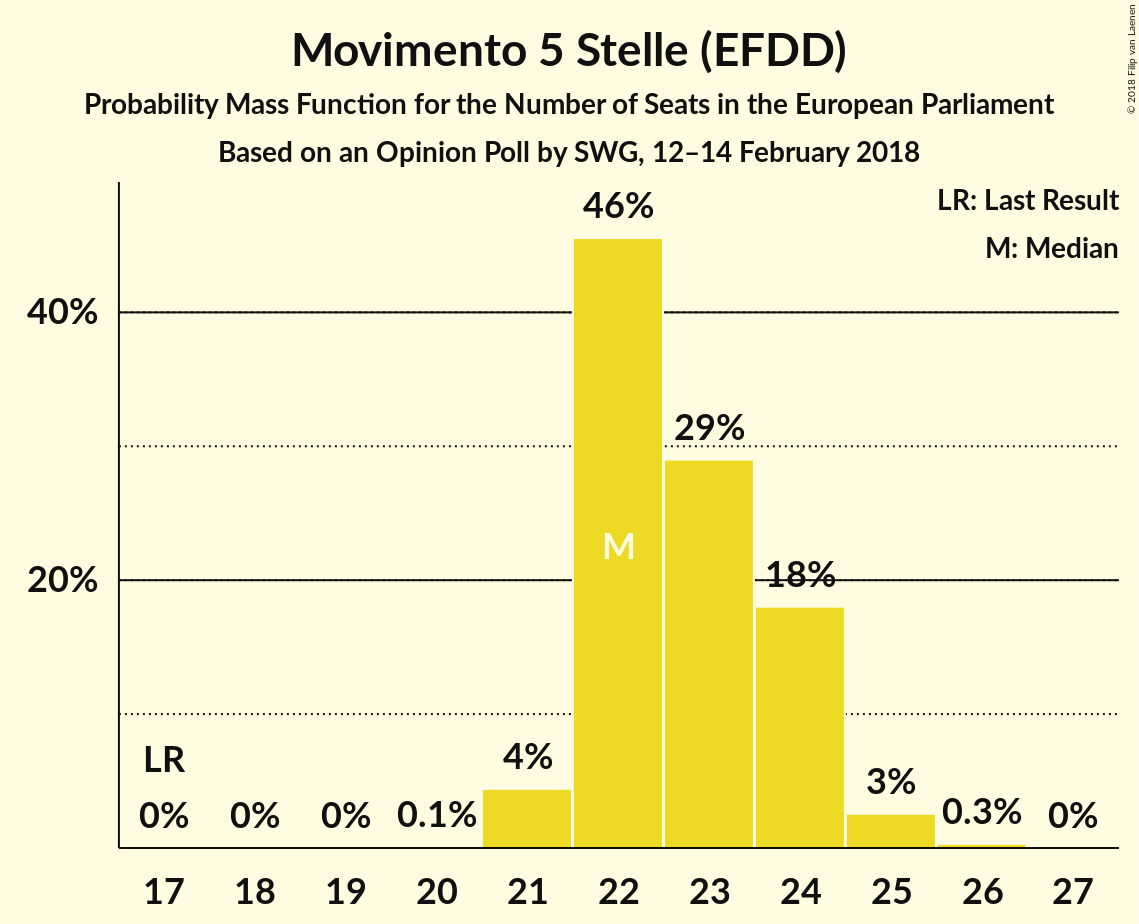 Movimento 5 Stelle (EFDD)
Probability Mass Function for the Number of Seats in the European Parliament
Based on an Opinion Poll by SWG, 12–14 February 2018
© 2018 Filip van Laenen
LR: Last Result
M: Median
46%
40%
29%
M
20%
18%
LR
4%
3%
0% 0% 0% 0.1% 0.3% 0%
17 18 19 20 21 22 23 24 25 26 27